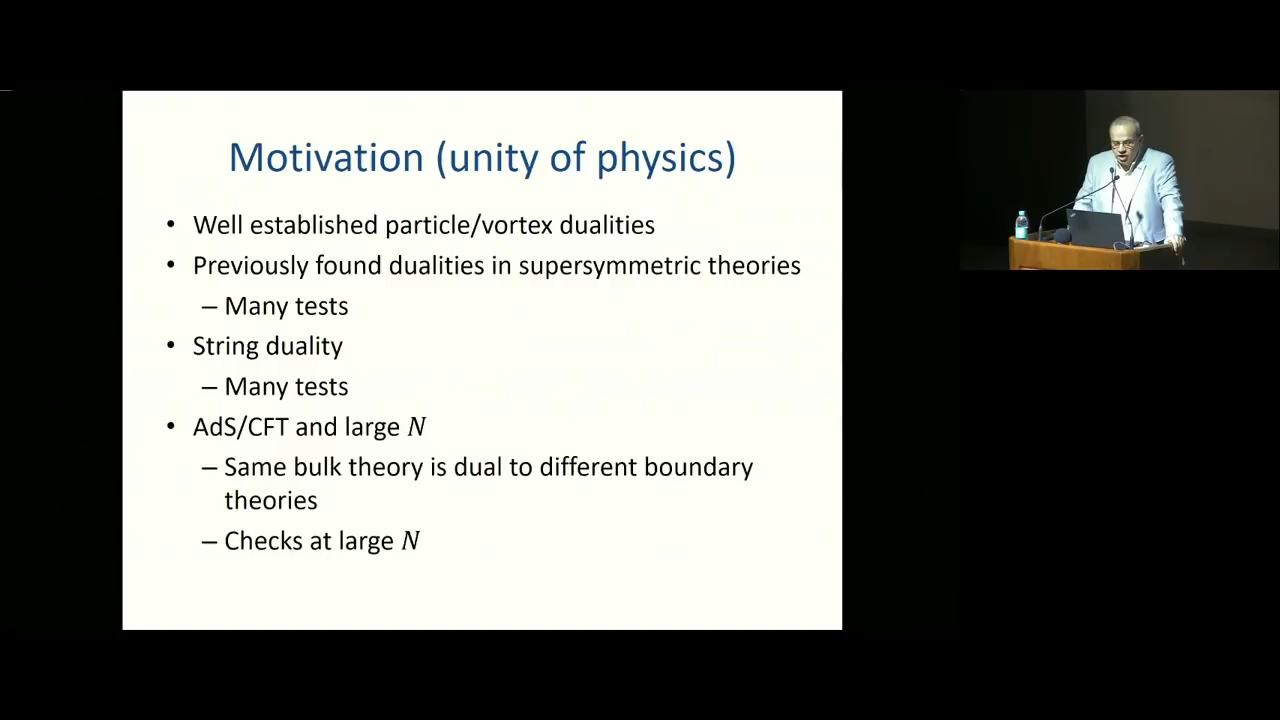 Motivation (unity of physics)
• Well established particle/vortex dualities
• Previously found dualities in supersymmetric theories
– Many tests
• String duality
– Many tests
• AdS/CFT and large N
– Same bulk theory is dual to different boundary
theories
– Checks at large N